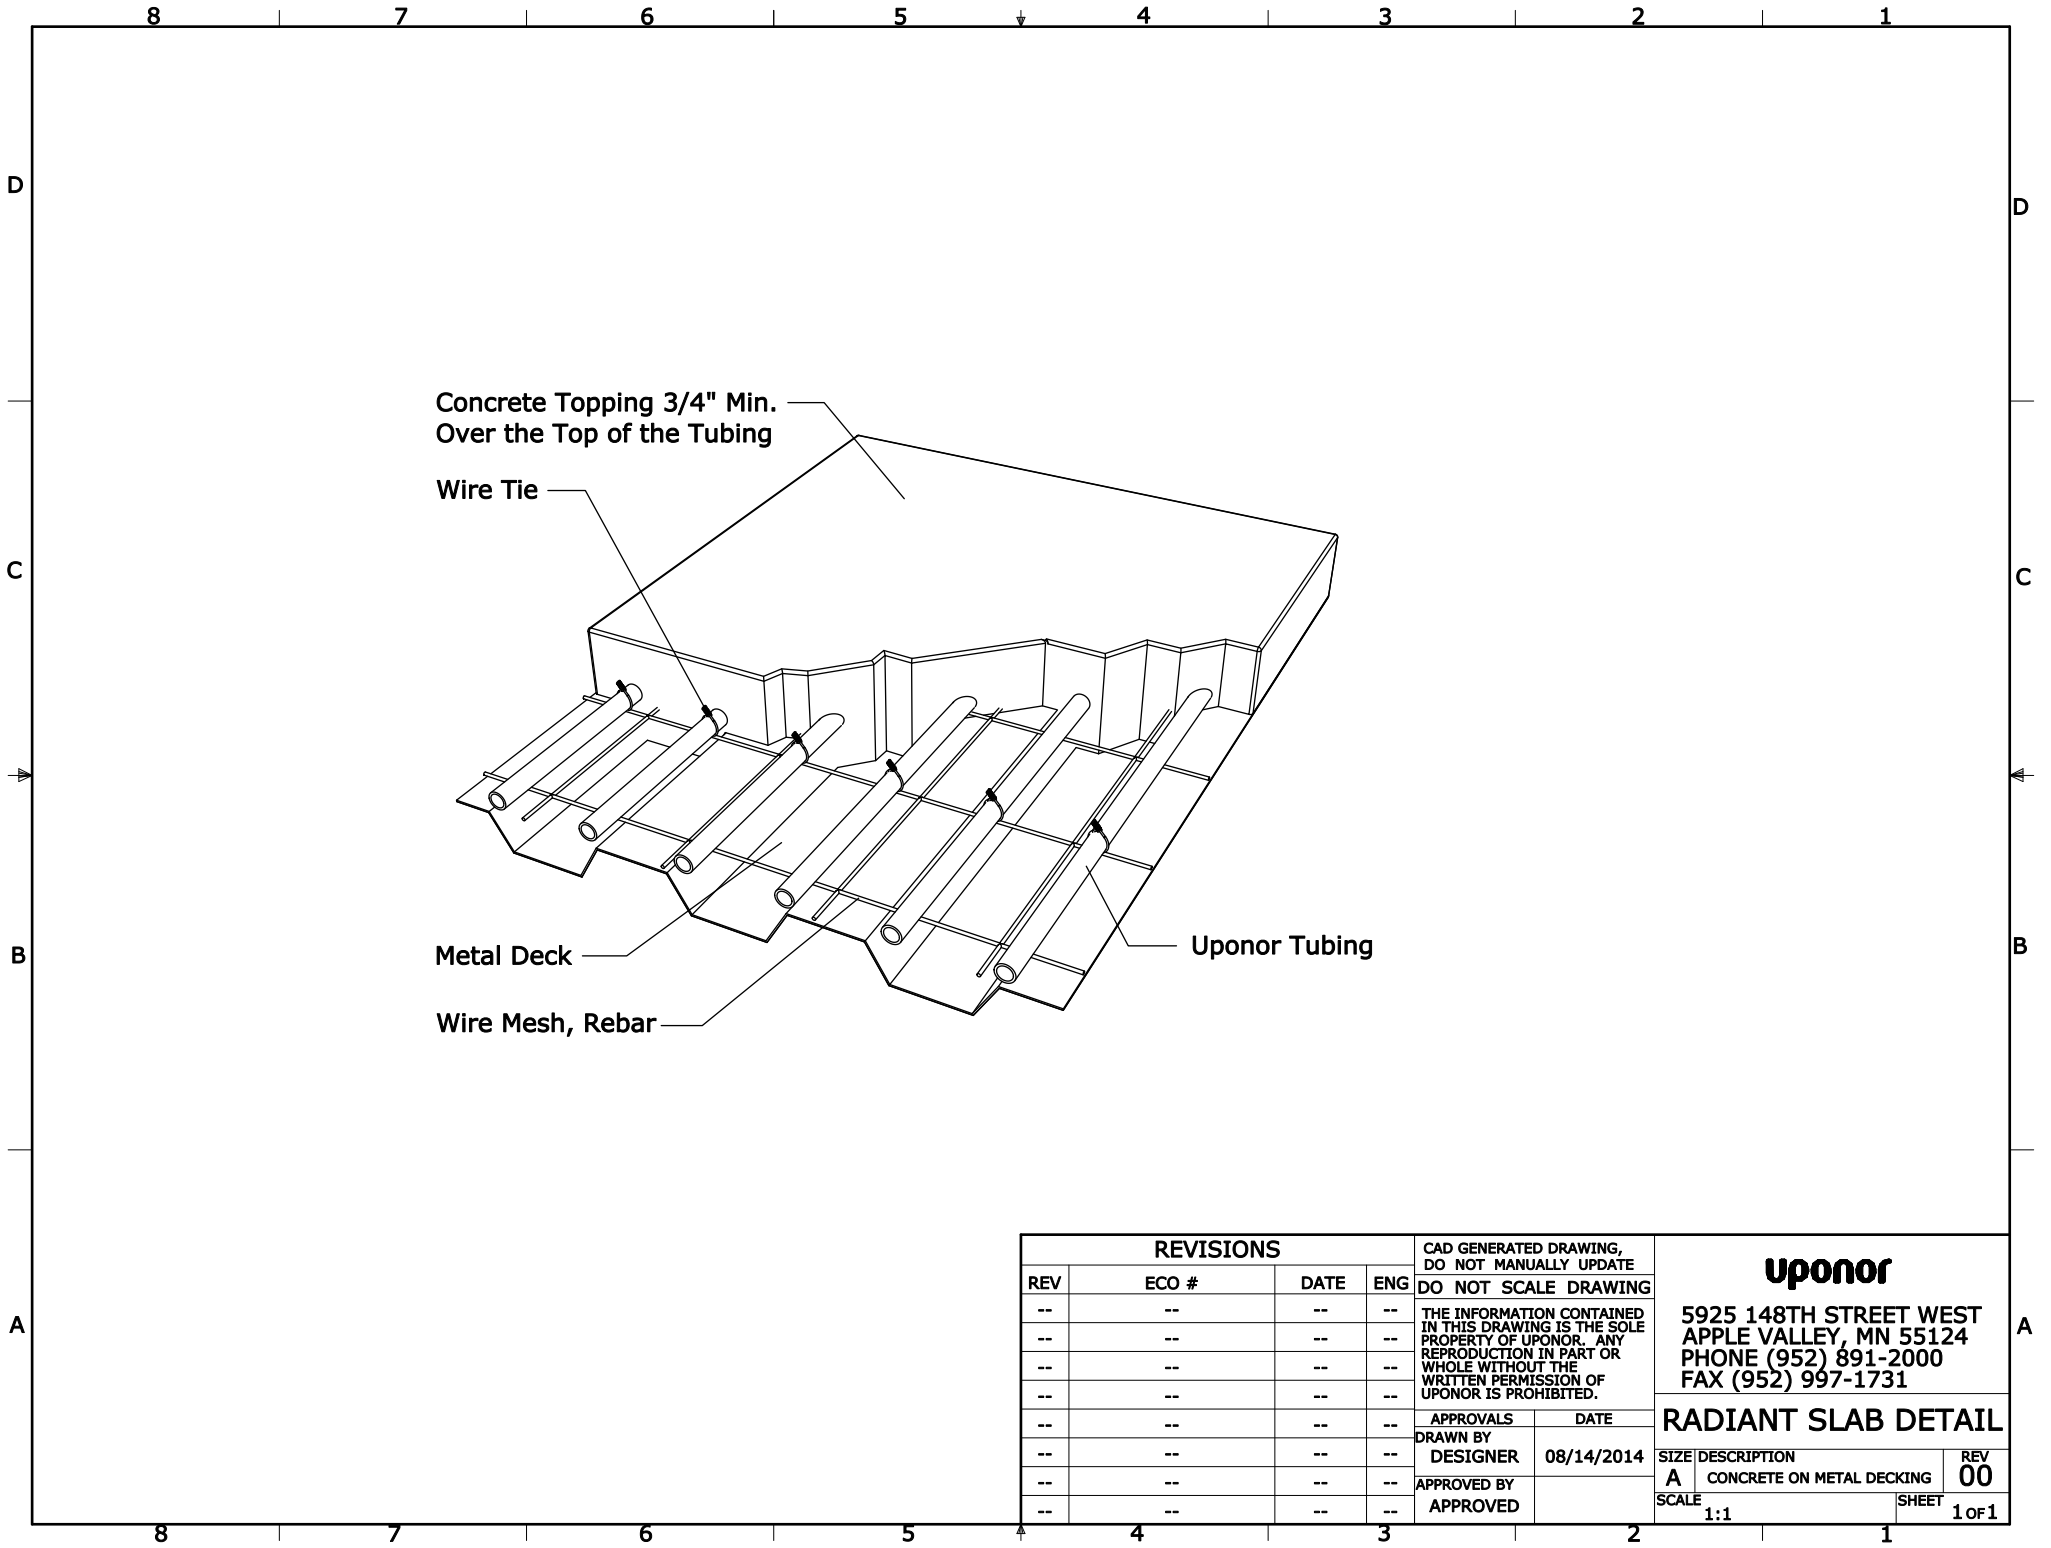 8 7 6 5 4 3 2 1
D D
Concrete Topping 3/4" Min.
Over the Top of the Tubing
Wire Tie
C C
Metal Deck
Uponor Tubing
B B
Wire Mesh, Rebar
REVISIONS
REV ECO # DATE ENG
-- -- -- --
-- -- -- --
-- -- -- --
-- -- -- --
-- -- -- --
-- -- -- --
-- -- -- --
-- -- -- --
CAD GENERATED DRAWING,
DO NOT MANUALLY UPDATE
DO NOT SCALE DRAWING
THE INFORMATION CONTAINED
IN THIS DRAWING IS THE SOLE
PROPERTY OF UPONOR. ANY
REPRODUCTION IN PART OR
WHOLE WITHOUT THE
WRITTEN PERMISSION OF
UPONOR IS PROHIBITED.
APPROVALS DATE
DRAWN BY
DESIGNER 08/14/2014
APPROVED BY
APPROVED
uponor
5925 148TH STREET WEST
APPLE VALLEY, MN 55124
PHONE (952) 891-2000
FAX (952) 997-1731
RADIANT SLAB DETAIL
SIZE DESCRIPTION REV
A CONCRETE ON METAL DECKING 00
SCALE 1:1 SHEET 1 OF 1
A A
8 7 6 5 4 3 2 1